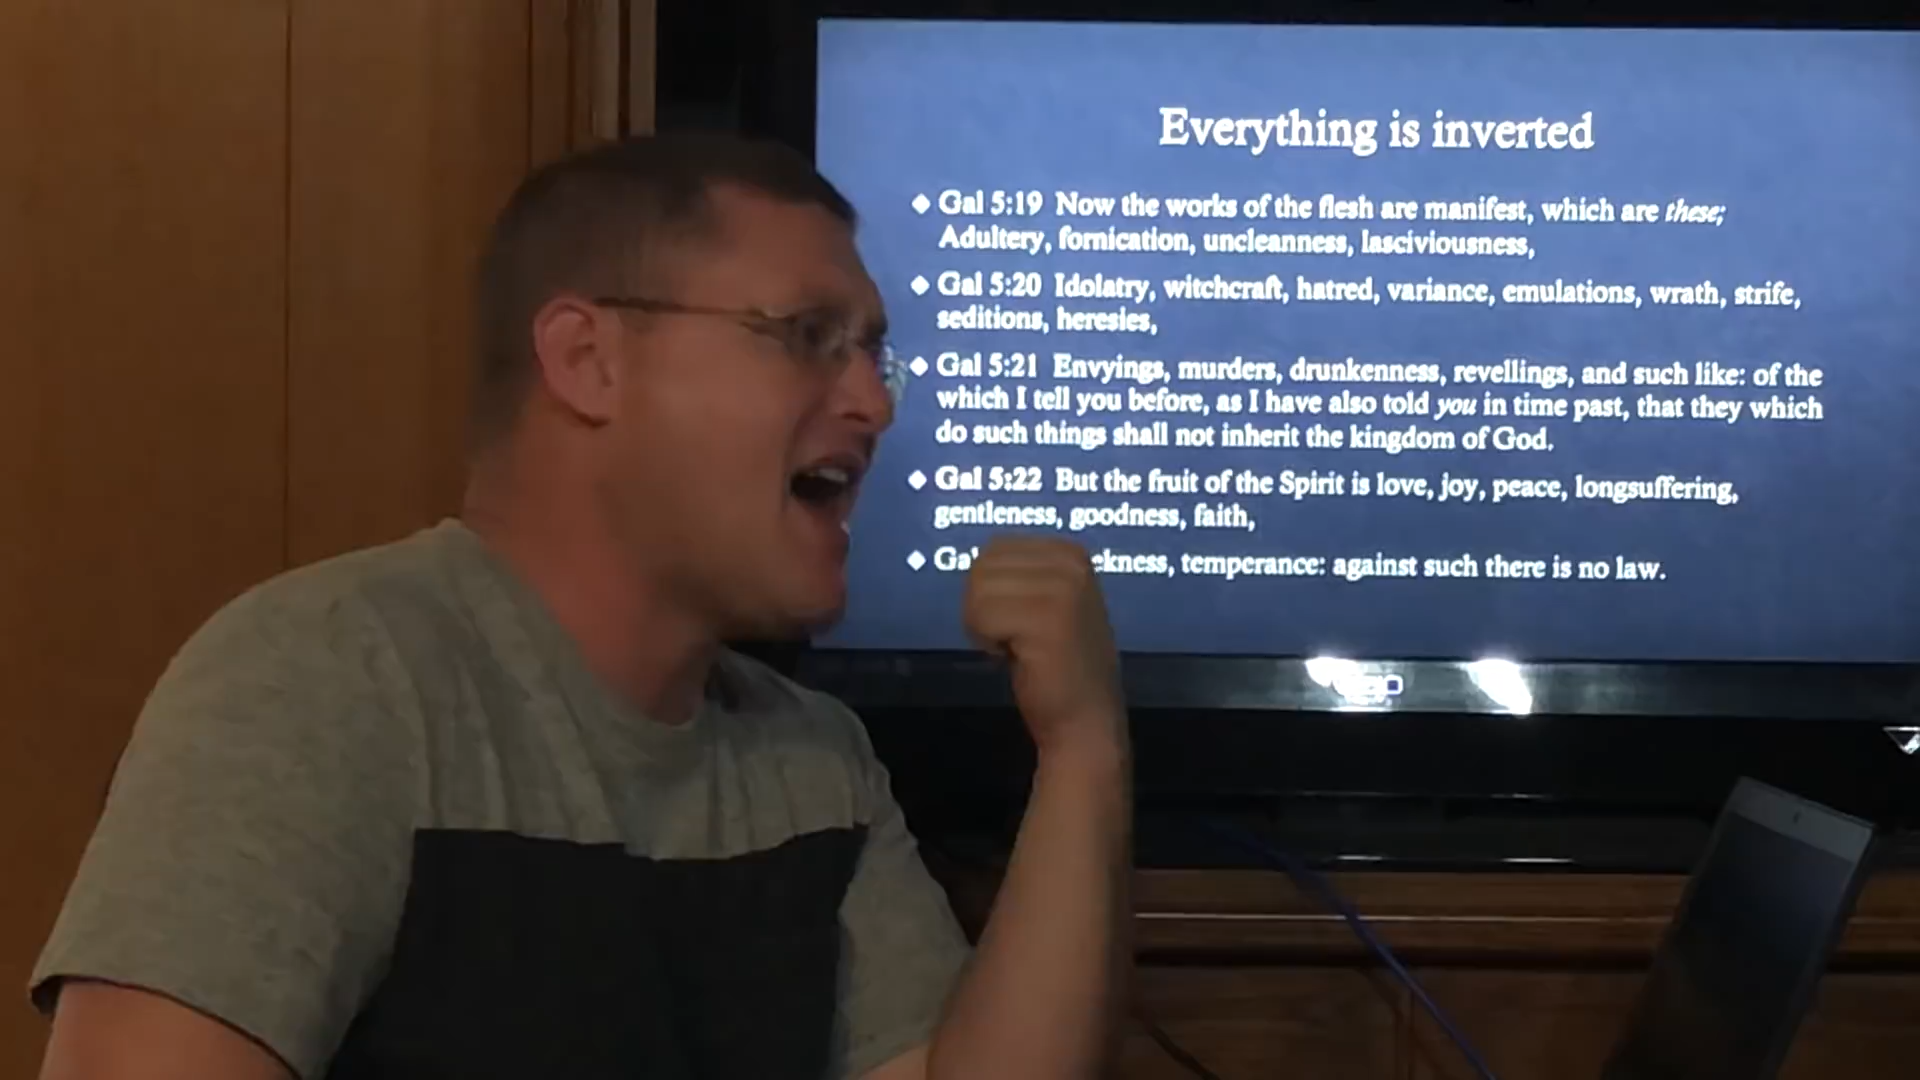 Everything is inverted
◆ Gal 5:19 Now the works of the flesh are manifest, which are these;
Adultery, fornication, uncleanness, lasciviousness,
◆ Gal 5:20 Idolatry, witchcraft, hatred, variance, emulations, wrath, strife,
seditions, heresies,
◆ Gal 5:21 Envyings, murders, drunkenness, revellings, and such like: of the
which I tell you before, as I have also told you in time past, that they which
do such things shall not inherit the kingdom of God.
◆ Gal 5:22 But the fruit of the Spirit is love, joy, peace, longsuffering,
gentleness, goodness, faith,
◆ temperance: against such there is no law.